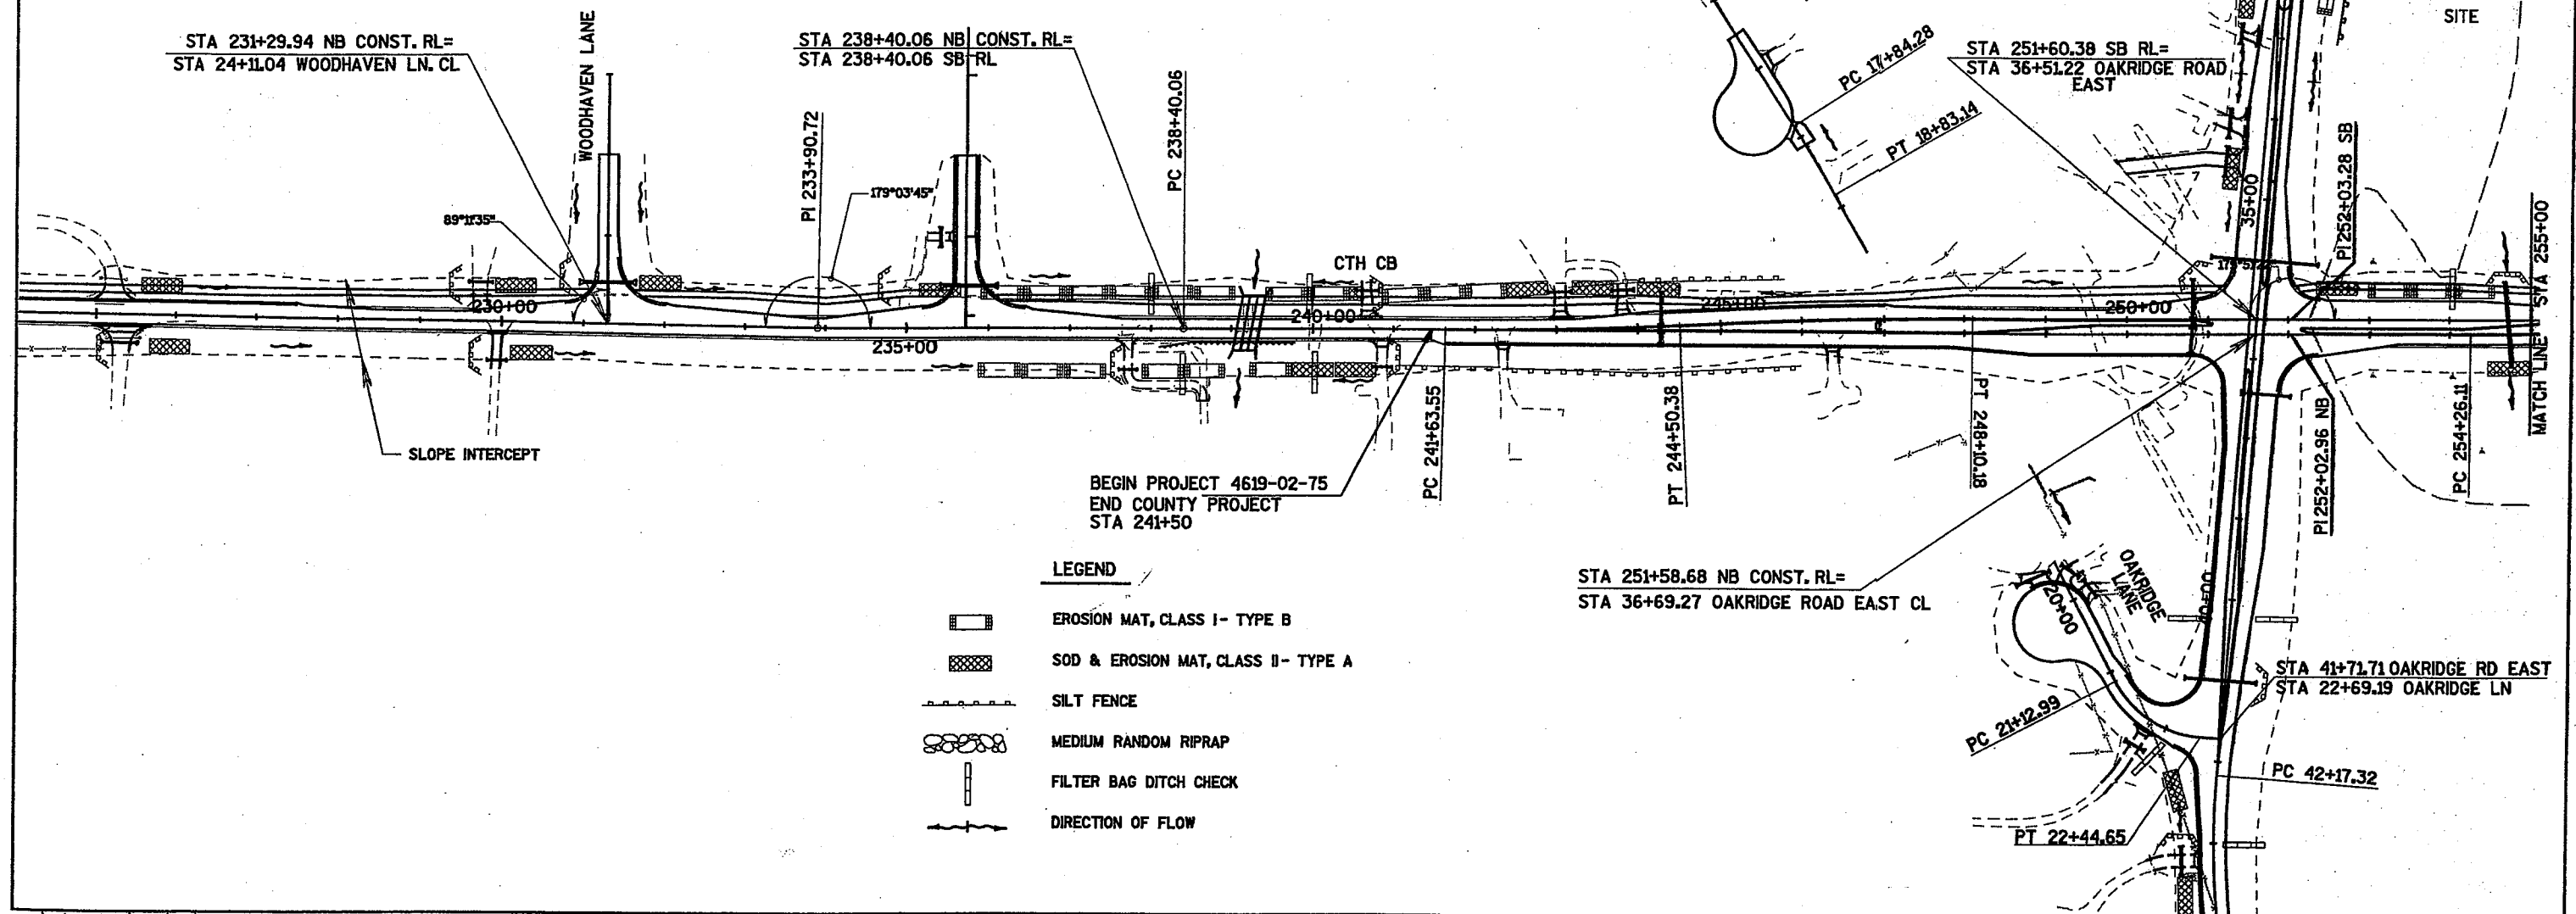 STA 231+29.94 NB CONST. RL=
STA 24+11.04 WOODHAVEN LN. CL
WOODHAVEN LANE
STA 238+40.06 NB CONST. RL=
STA 238+40.06 SB RL
PC 17+84.28
PT 18+83.14
STA 251+60.38 SB RL=
STA 36+51.22 OAKRIDGE ROAD
EAST
SITE
PI 233+90.72
179°03'45"
PC 238+40.06
89°11'35"
35+00
PI 252+03.28 SB
MATCH LINE STA 255+00
CTH CB
230+00
235+00
240+00
245+00
250+00
SLOPE INTERCEPT
BEGIN PROJECT 4619-02-75
END COUNTY PROJECT
STA 241+50
PC 241+63.55
PT 244+50.38
PT 248+10.18
PI 252+02.96 NB
PC 254+26.11
LEGEND
EROSION MAT, CLASS I- TYPE B
SOD & EROSION MAT, CLASS II- TYPE A
SILT FENCE
MEDIUM RANDOM RIPRAP
FILTER BAG DITCH CHECK
DIRECTION OF FLOW
STA 251+58.68 NB CONST. RL=
STA 36+69.27 OAKRIDGE ROAD EAST CL
OAKRIDGE
LANE
20+00
40+00
STA 41+71.71 OAKRIDGE RD EAST
STA 22+69.19 OAKRIDGE LN
PC 21+12.99
PC 42+17.32
PT 22+44.65